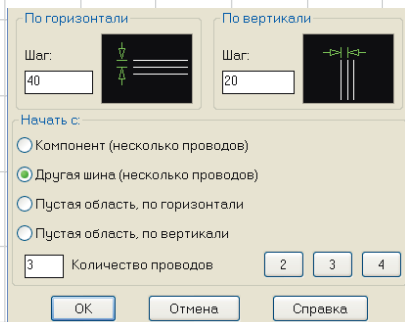 По горизонтали
По вертикали
Шаг:
Шаг:
40
20
Начать с:
Компонент (несколько проводов)
Другая шина (несколько проводов)
Пустая область, по горизонтали
Пустая область, по вертикали
3 Количество проводов 2 3 4
OK Отмена Справка